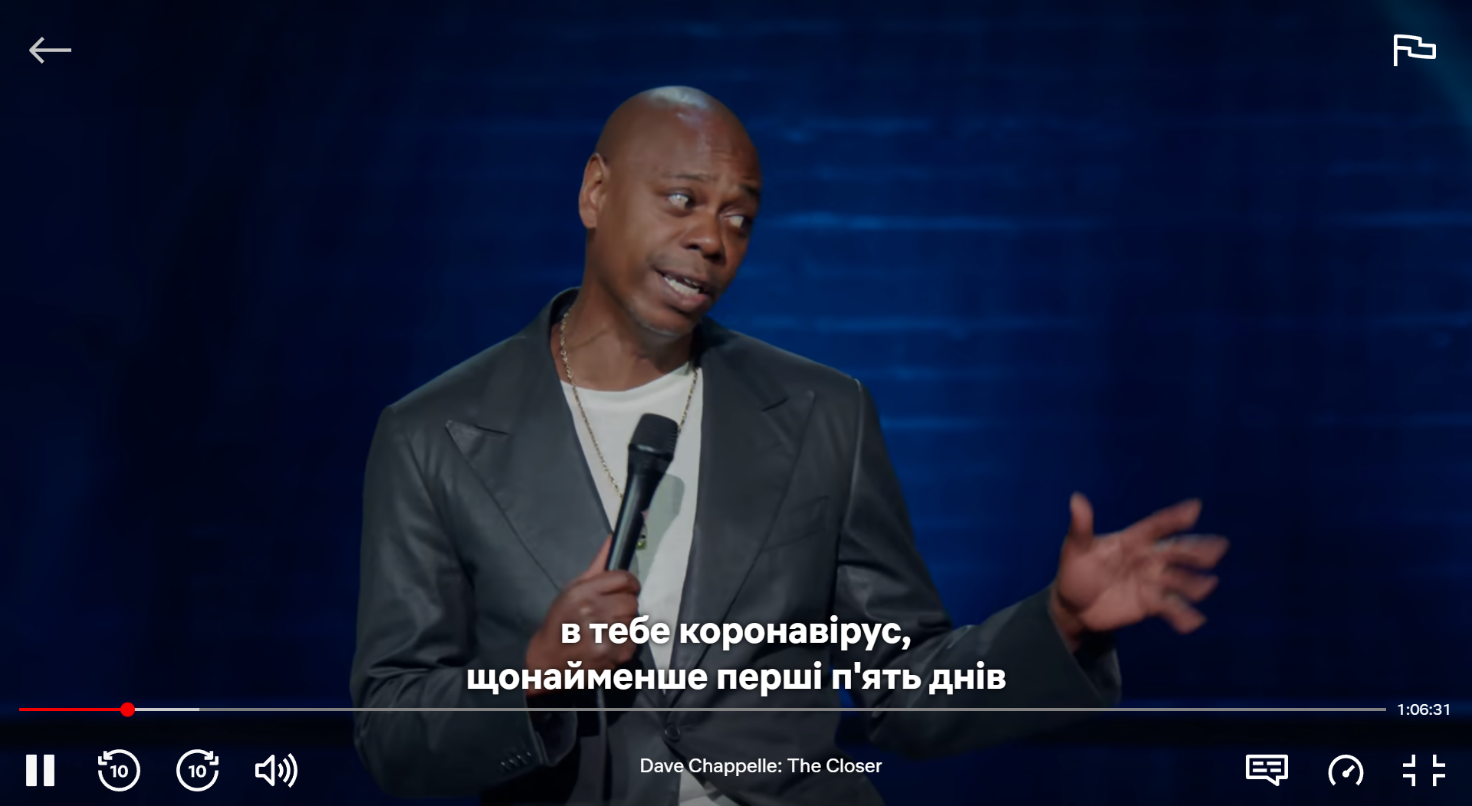 в тебе коронавірус,
щонайменше перші п'ять днів
1:06:31
10
10
Dave Chappelle: The Closer